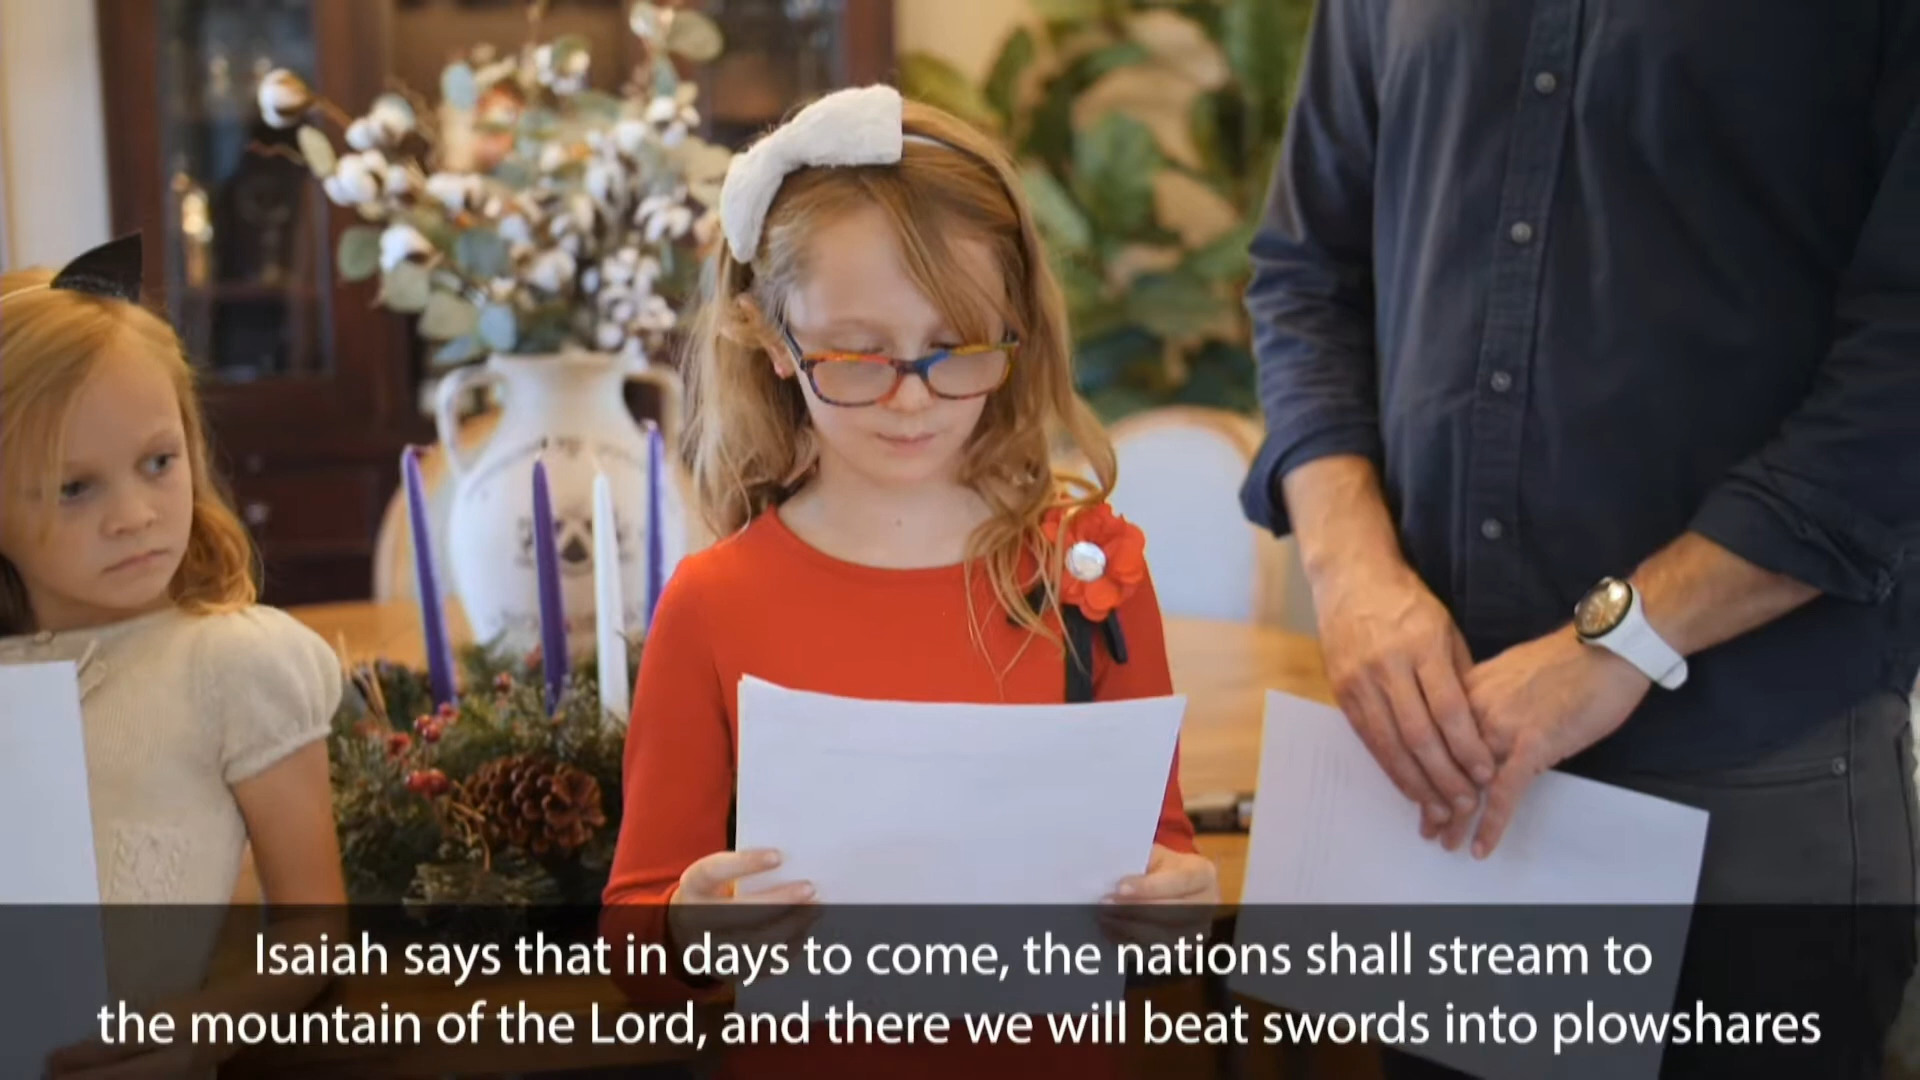 Isaiah says that in days to come, the nations shall stream to
the mountain of the Lord, and there we will beat swords into plowshares